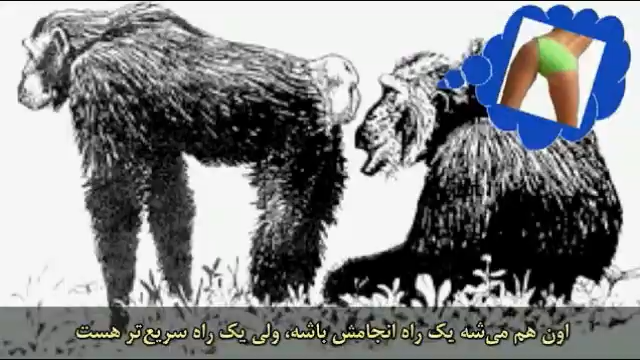 اون هم می‌شه یک راه انجامش باشه، ولی یک راه سریع‌تر هست